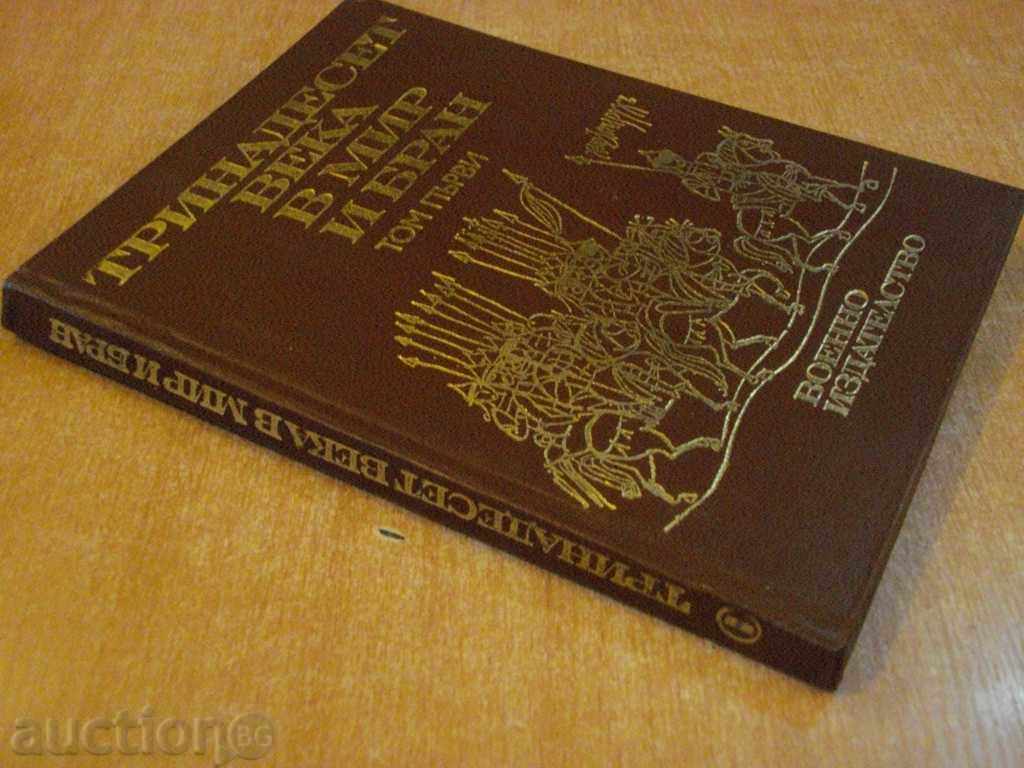 ТРИНАДЕСЕТ
ВЕКА
В МИР
И БРАН
ТОМ ПЪРВИ
ВОЕННО
ИЗДАТЕЛСТВО
ТРИНАДЕСЕТ ВЕКА В МИР И БРАН
auction BG